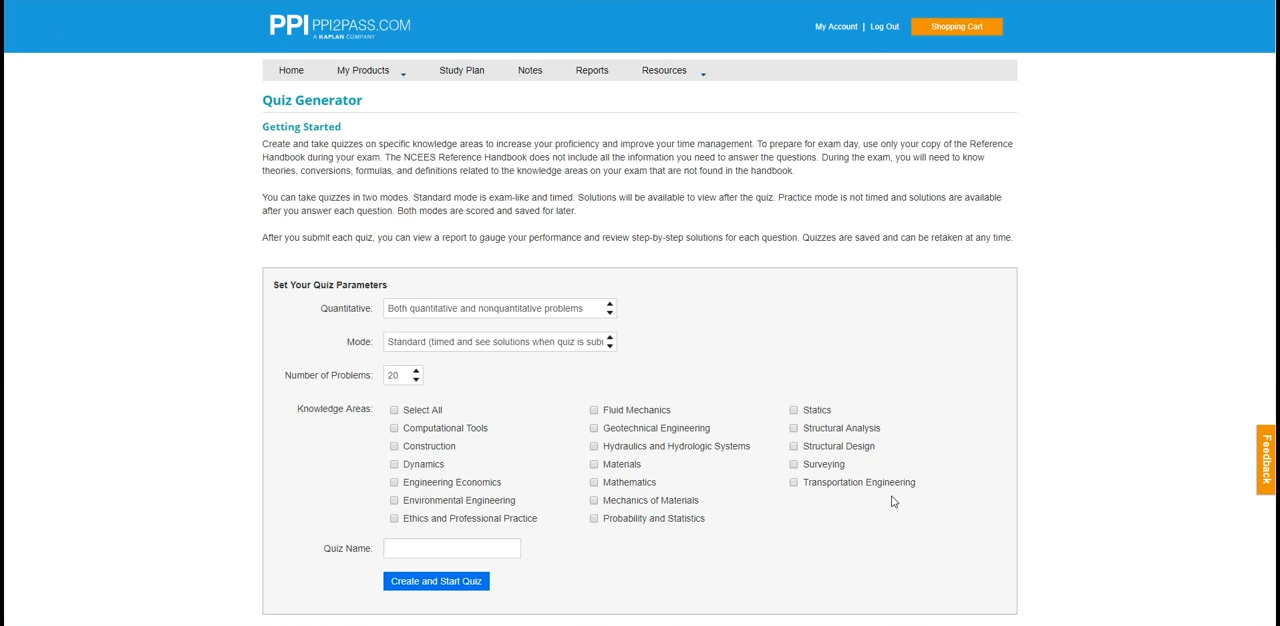 PPI PPI2PASS.COM
A KAPLAN COMPANY
My Account | Log Out Shopping Cart
Home My Products Study Plan Notes Reports Resources
Quiz Generator
Getting Started
Create and take quizzes on specific knowledge areas to increase your proficiency and improve your time management. To prepare for exam day, use only your copy of the Reference
Handbook during your exam. The NCEES Reference Handbook does not include all the information you need to answer the questions. During the exam, you will need to know
theories, conversions, formulas, and definitions related to the knowledge areas on your exam that are not found in the handbook.
You can take quizzes in two modes. Standard mode is exam-like and timed. Solutions will be available to view after the quiz. Practice mode is not timed and solutions are available
after you answer each question. Both modes are scored and saved for later.
After you submit each quiz, you can view a report to gauge your performance and review step-by-step solutions for each question. Quizzes are saved and can be retaken at any time.
Set Your Quiz Parameters
Quantitative: Both quantitative and nonquantitative problems
Mode: Standard (timed and see solutions when quiz is subr
Number of Problems: 20
Knowledge Areas: Select All Fluid Mechanics Statics
Computational Tools Geotechnical Engineering Structural Analysis
Construction Hydraulics and Hydrologic Systems Structural Design
Dynamics Materials Surveying
Engineering Economics Mathematics Transportation Engineering
Environmental Engineering Mechanics of Materials
Ethics and Professional Practice Probability and Statistics
Quiz Name:
Create and Start Quiz
Feedback